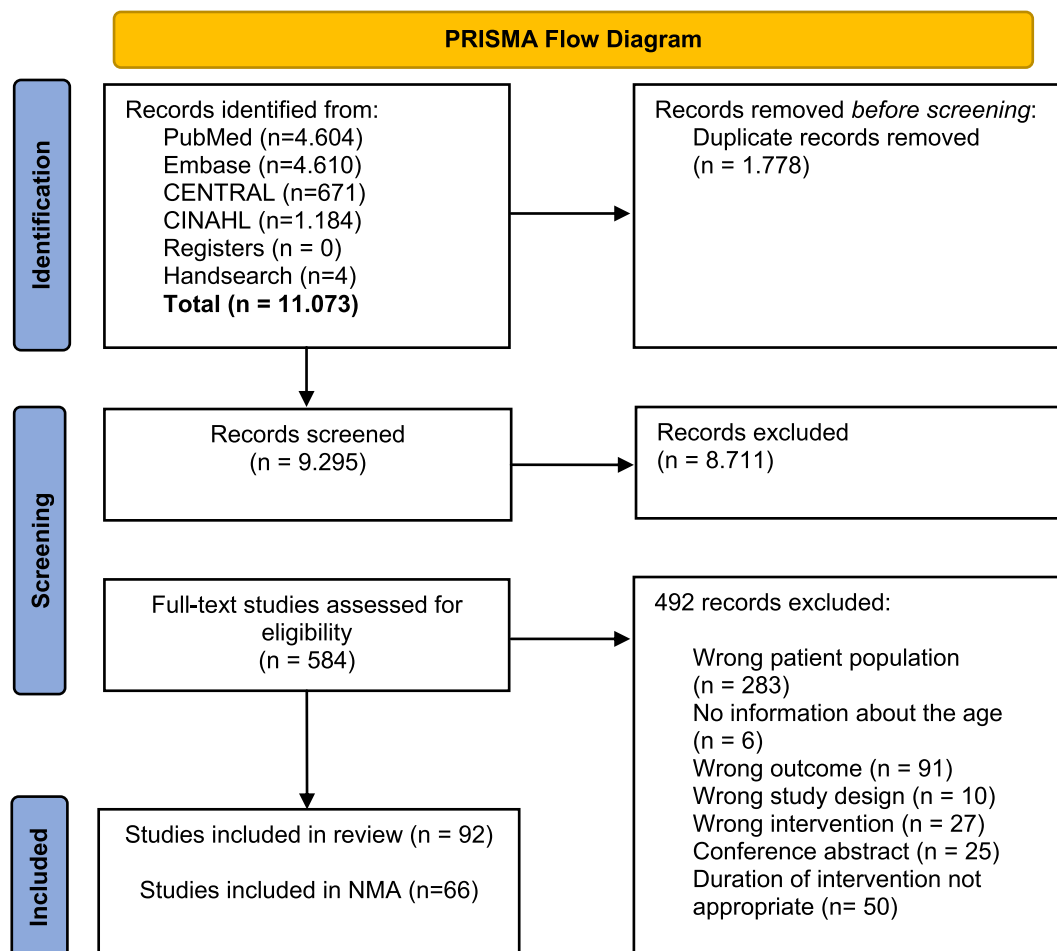 PRISMA Flow Diagram
Identification
Records identified from:
PubMed (n=4.604)
Embase (n=4.610)
CENTRAL (n=671)
CINAHL (n=1.184)
Registers (n = 0)
Handsearch (n=4)
Total (n = 11.073)
Records removed before screening:
Duplicate records removed
(n = 1.778)
Screening
Records screened
(n = 9.295)
Records excluded
(n = 8.711)
Full-text studies assessed for
eligibility
(n = 584)
492 records excluded:
Wrong patient population
(n = 283)
No information about the age
(n = 6)
Wrong outcome (n = 91)
Wrong study design (n = 10)
Wrong intervention (n = 27)
Conference abstract (n = 25)
Duration of intervention not
appropriate (n= 50)
Included
Studies included in review (n = 92)
Studies included in NMA (n=66)